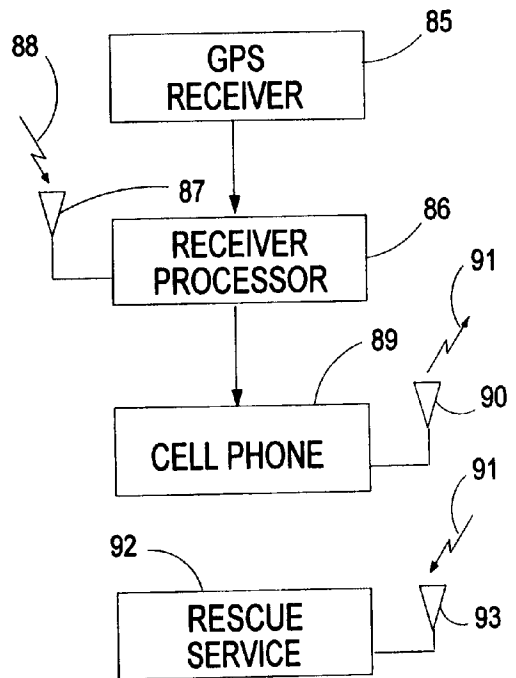 85
88
GPS
RECEIVER
87
86
RECEIVER
PROCESSOR
91
89
90
CELL PHONE
91
92
RESCUE
SERVICE
93